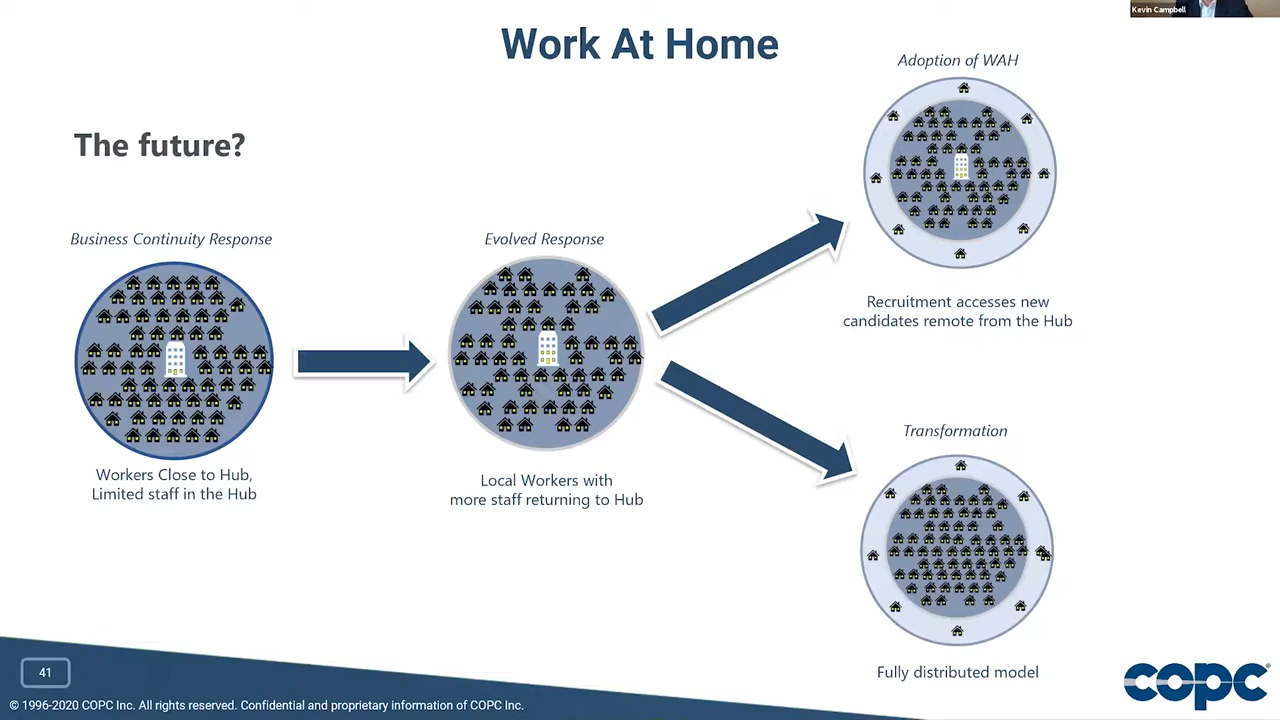 Kevin Campbell
Work At Home
The future?
Business Continuity Response
Workers Close to Hub,
Limited staff in the Hub
Evolved Response
Local Workers with
more staff returning to Hub
Adoption of WAH
Recruitment accesses new
candidates remote from the Hub
Transformation
Fully distributed model
41
© 1996-2020 COPC Inc. All rights reserved. Confidential and proprietary information of COPC Inc.
copc®